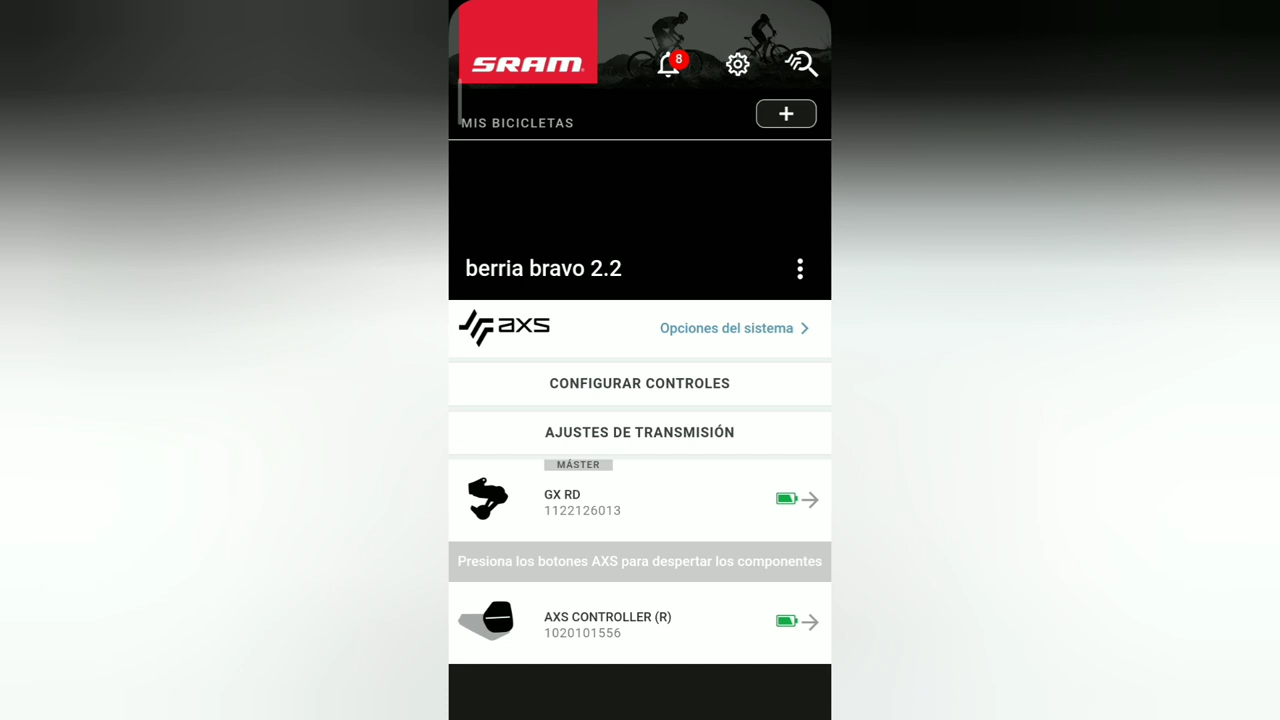 SRAM
8
MIS BICICLETAS
+
berria bravo 2.2
axs
Opciones del sistema
CONFIGURAR CONTROLES
AJUSTES DE TRANSMISIÓN
MÁSTER
GX RD
1122126013
Presiona los botones AXS para despertar los componentes
AXS CONTROLLER (R)
1020101556